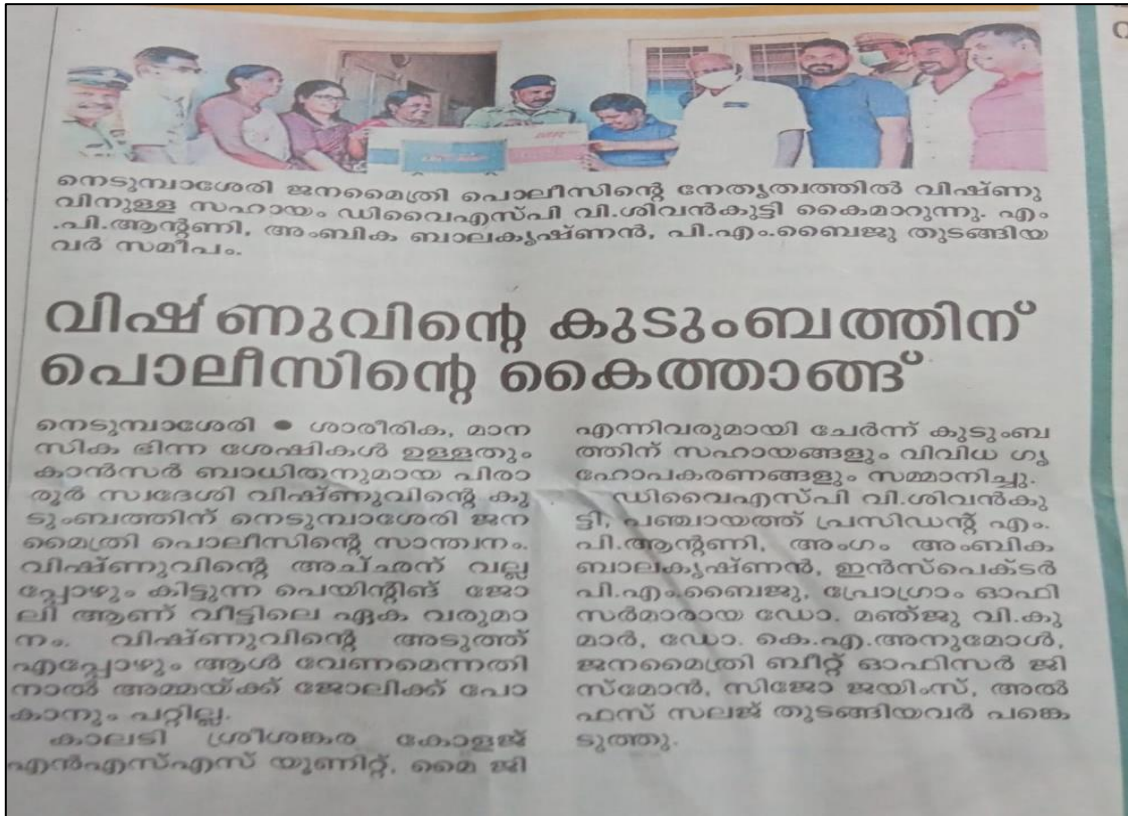 നെടുമ്പാശേരി ജനമൈത്രി പൊലീസിന്റെ നേതൃത്വത്തിൽ വിഷ്ണു
വിനുള്ള സഹായം ഡിവൈഎസ്പി വി.ശിവൻകുട്ടി കൈമാറുന്നു. എം
.പി.ആന്റണി, അംബിക ബാലകൃഷ്ണൻ, പി.എം.ബൈജു തുടങ്ങിയ
വർ സമീപം.
വിഷ്ണുവിന്റെ കുടുംബത്തിന്
പൊലീസിന്റെ കൈത്താങ്ങ്
നെടുമ്പാശേരി ● ശാരീരിക, മാന
സിക ഭിന്ന ശേഷികൾ ഉള്ളതും
കാൻസർ ബാധിതനുമായ പിരാ
രൂർ സ്വദേശി വിഷ്ണുവിന്റെ കു
ടുംബത്തിന് നെടുമ്പാശേരി ജന
മൈത്രി പൊലീസിന്റെ സാന്ത്വനം.
വിഷ്ണുവിന്റെ അച്ഛന് വല്ല
പ്പോഴും കിട്ടുന്ന പെയിന്റിങ് ജോ
ലി ആണ് വീട്ടിലെ ഏക വരുമാ
നം. വിഷ്ണുവിന്റെ അടുത്ത്
എപ്പോഴും ആൾ വേണമെന്നതി
നാൽ അമ്മയ്ക്ക് ജോലിക്ക് പോ
കാനും പറ്റില്ല.
കാലടി ശ്രീശങ്കര കോളജ്
എൻഎസ്എസ് യൂണിറ്റ്, മൈ ജി
എന്നിവരുമായി ചേർന്ന് കുടുംബ
ത്തിന് സഹായങ്ങളും വിവിധ ഗൃ
ഹോപകരണങ്ങളും സമ്മാനിച്ചു.
ഡിവൈഎസ്പി വി.ശിവൻകു
ട്ടി, പഞ്ചായത്ത് പ്രസിഡന്റ് എം.
പി.ആന്റണി, അംഗം അംബിക
ബാലകൃഷ്ണൻ, ഇൻസ്പെക്ടർ
പി.എം.ബൈജു, പ്രോഗ്രാം ഓഫി
സർമാരായ ഡോ. മഞ്ജു വി.കു
മാർ, ഡോ. കെ.എ.അനുമോൾ,
ജനമൈത്രി ബീറ്റ് ഓഫിസർ ജി
സ്മോൻ, സിജോ ജയിംസ്, അൽ
ഫസ് സലജ് തുടങ്ങിയവർ പങ്കെ
ടുത്തു.